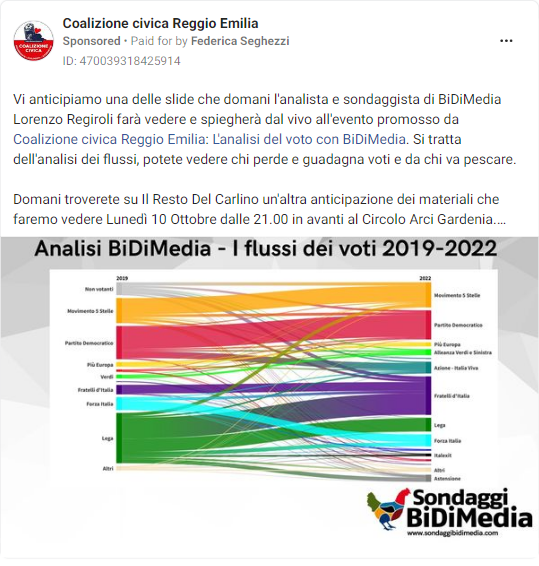 Coalizione civica Reggio Emilia
Sponsored • Paid for by Federica Seghezzi
ID: 470039318425914
COALIZIONE
CIVICA
Vi anticipiamo una delle slide che domani l'analista e sondaggista di BiDiMedia
Lorenzo Regiroli farà vedere e spiegherà dal vivo all'evento promosso da
Coalizione civica Reggio Emilia: L'analisi del voto con BiDiMedia. Si tratta
dell'analisi dei flussi, potete vedere chi perde e guadagna voti e da chi va pescare.
Domani troverete su Il Resto Del Carlino un'altra anticipazione dei materiali che
faremo vedere Lunedì 10 Ottobre dalle 21.00 in avanti al Circolo Arci Gardenia....
Analisi BiDiMedia - I flussi dei voti 2019-2022
2019
Non votanti
Movimento 5 Stelle
Partito Democratico
Più Europa
Verdi
Fratelli d'Italia
Forza Italia
Lega
Altri
2022
Movimento 5 Stelle
Partito Democratico
Più Europa
Alleanza Verdi e Sinistra
Azione - Italia Viva
Fratelli d'Italia
Lega
Forza Italia
Italexit
Altri
Astensione
Sondaggi
BiDiMedia
www.sondaggibidimedia.com